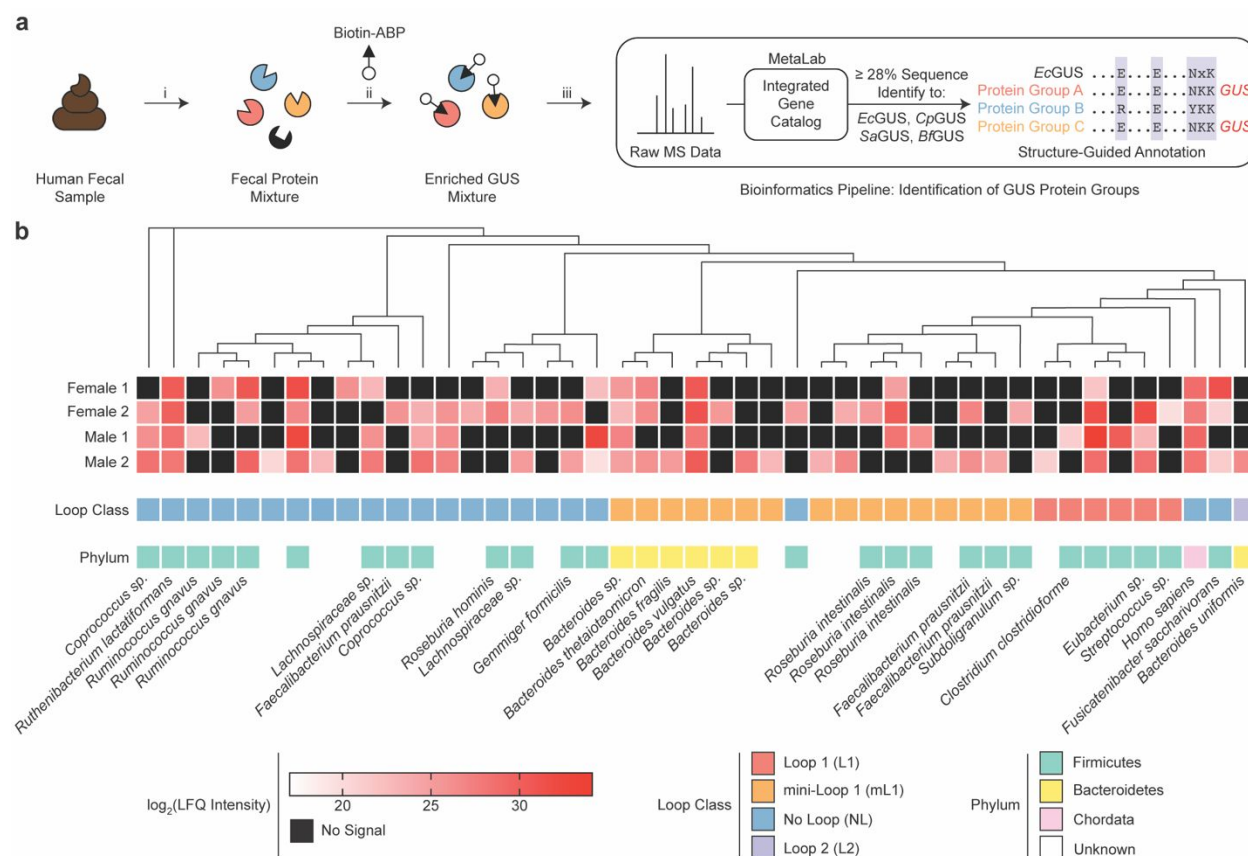 a
Biotin-ABP
i
ii
iii
Human Fecal
Sample
Fecal Protein
Mixture
Enriched GUS
Mixture
Raw MS Data
MetaLab
Integrated
Gene
Catalog
≥ 28% Sequence
Identify to:
EcGUS, CpGUS
SaGUS, BfGUS
EcGUS ....E...E...NxK
Protein Group A ....E...E...NKK GUS
Protein Group B ....R...E...YKK
Protein Group C ....E...E...NKK GUS
Structure-Guided Annotation
Bioinformatics Pipeline: Identification of GUS Protein Groups
b
Female 1
Female 2
Male 1
Male 2
Loop Class
Phylum
Coprococcus sp.
Ruthenibacterium lactatiformans
Ruminococcus gnavus
Ruminococcus gnavus
Ruminococcus gnavus
Lachnospiraceae sp.
Faecalibacterium prausnitzii
Coprococcus sp.
Roseburia hominis
Lachnospiraceae sp.
Gemmiger formicilis
Bacteroides sp.
Bacteroides thetaiotaomicron
Bacteroides fragilis
Bacteroides vulgatus
Bacteroides sp.
Bacteroides sp.
Roseburia intestinalis
Roseburia intestinalis
Roseburia intestinalis
Faecalibacterium prausnitzii
Faecalibacterium prausnitzii
Subdoligranulum sp.
Clostridium clostridioforme
Eubacterium sp.
Streptococcus sp.
Homo sapiens
Fusicatenibacter saccharivorans
Bacteroides uniformis
log2(LFQ Intensity)
20 25 30
No Signal
Loop Class
Loop 1 (L1)
mini-Loop 1 (mL1)
No Loop (NL)
Loop 2 (L2)
Phylum
Firmicutes
Bacteroidetes
Chordata
Unknown